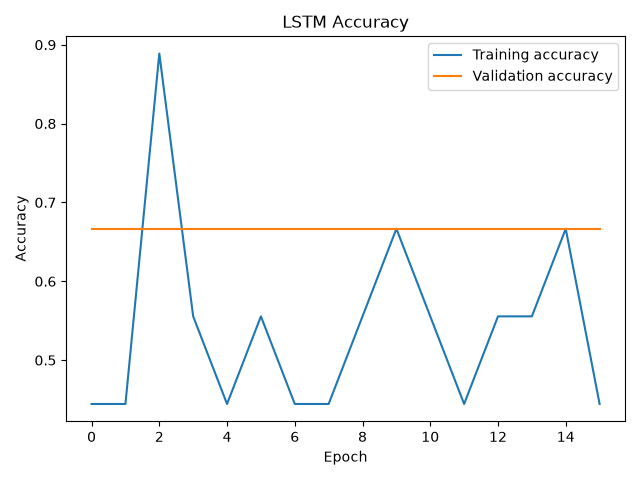 LSTM Accuracy
Training accuracy
Validation accuracy
Accuracy
0.9
0.8
0.7
0.6
0.5
0 2 4 6 8 10 12 14
Epoch